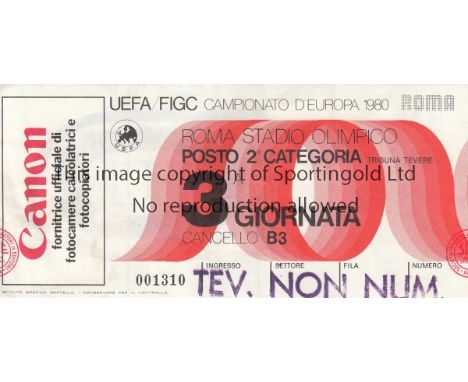 Canon
fornitrice ufficiale di
fotocamere calcolatrici e
fotocopiatori
UEFA/FIGC CAMPIONATO D'EUROPA 1980 ROMA
UEFA
ROMA STADIO OLIMPICO
POSTO 2ª CATEGORIA TRIBUNA TEVERE
This image copyright of Sportingold Ltd
3ª GIORNATA
No reproduction allowed
CANCELLO B3
INGRESSO SETTORE FILA NUMERO
001310 TEV. NON NUM.